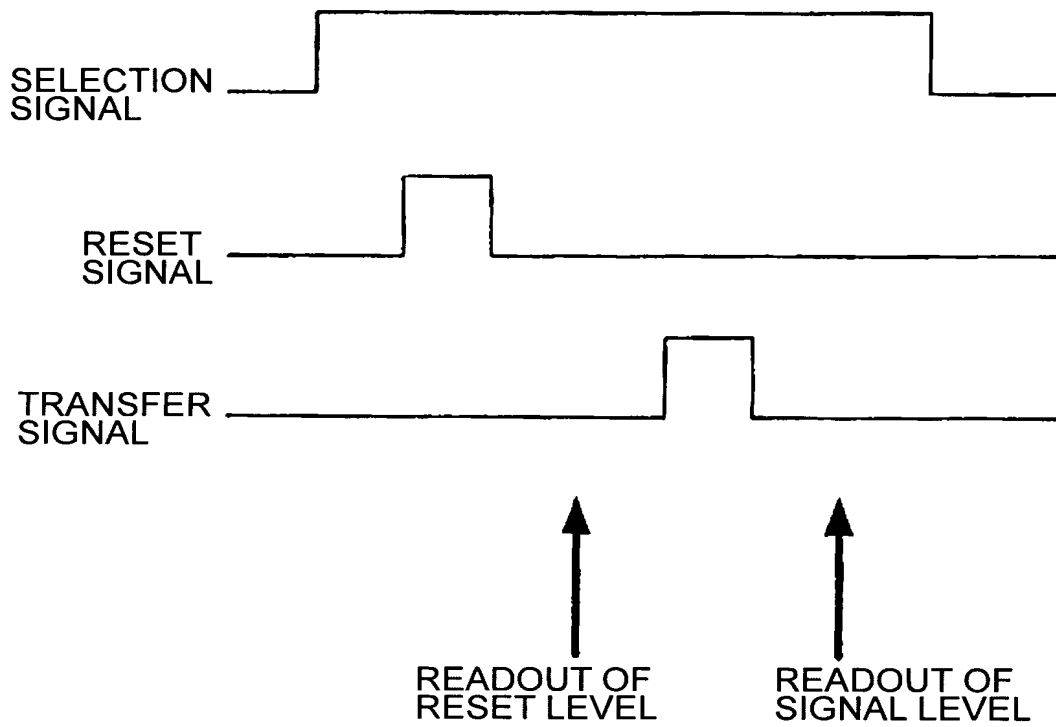 SELECTION
SIGNAL
RESET
SIGNAL
TRANSFER
SIGNAL
READOUT OF
RESET LEVEL
READOUT OF
SIGNAL LEVEL